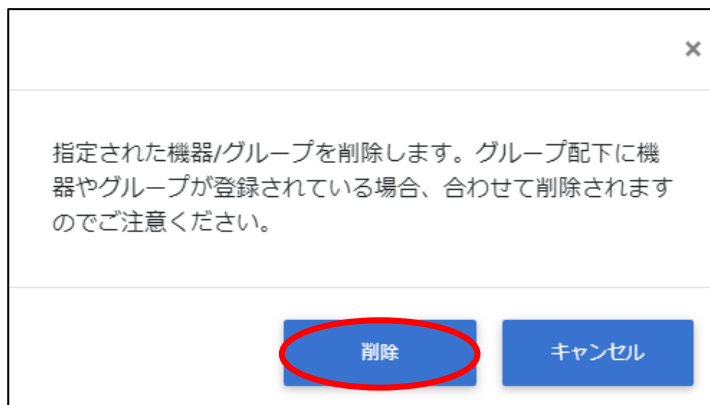 ×
指定された機器/グループを削除します。グループ配下に機
器やグループが登録されている場合、合わせて削除されます
のでご注意ください。
削除
キャンセル